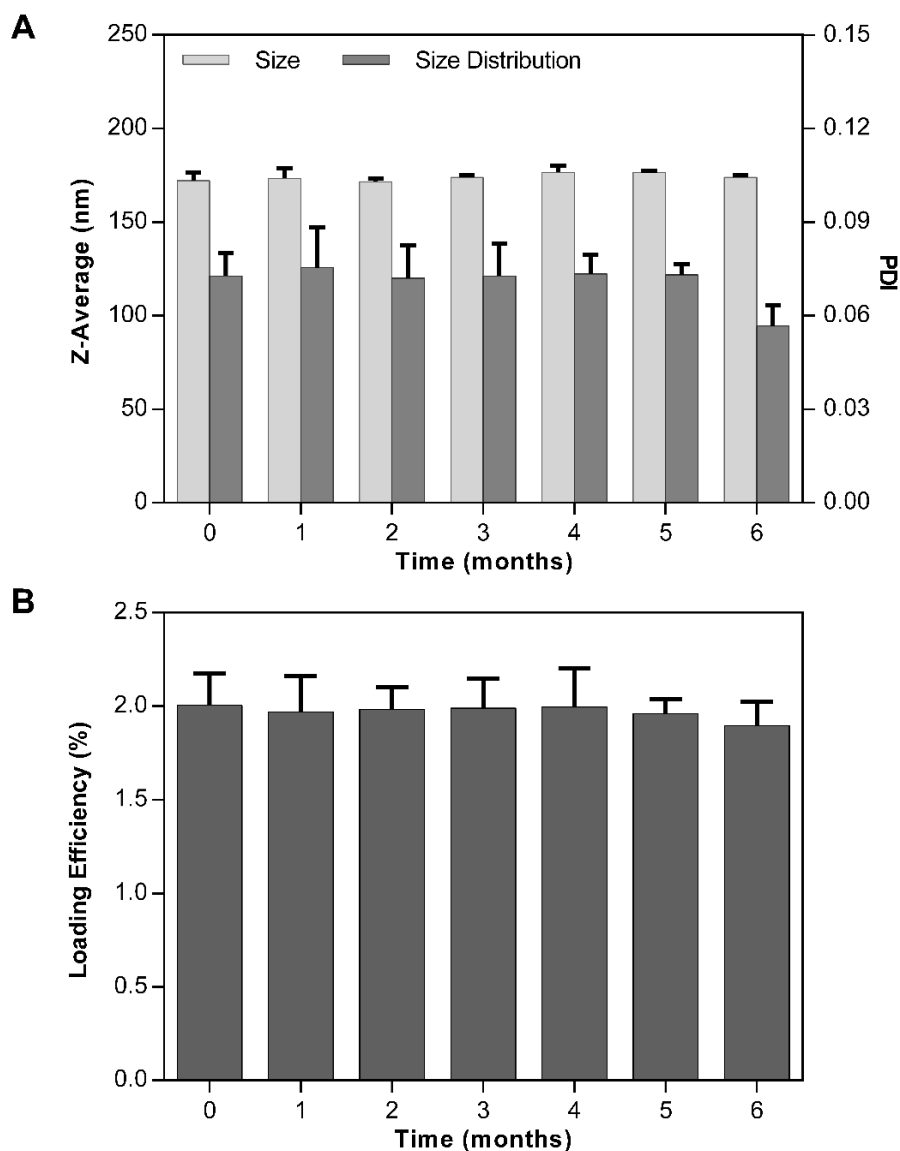 A
250
200
150
100
50
0
Z-Average (nm)
Size
Size Distribution
0.15
0.12
0.09
0.06
0.03
0.00
PDI
0 1 2 3 4 5 6
Time (months)
B
2.5
2.0
1.5
1.0
0.5
0.0
Loading Efficiency (%)
0 1 2 3 4 5 6
Time (months)